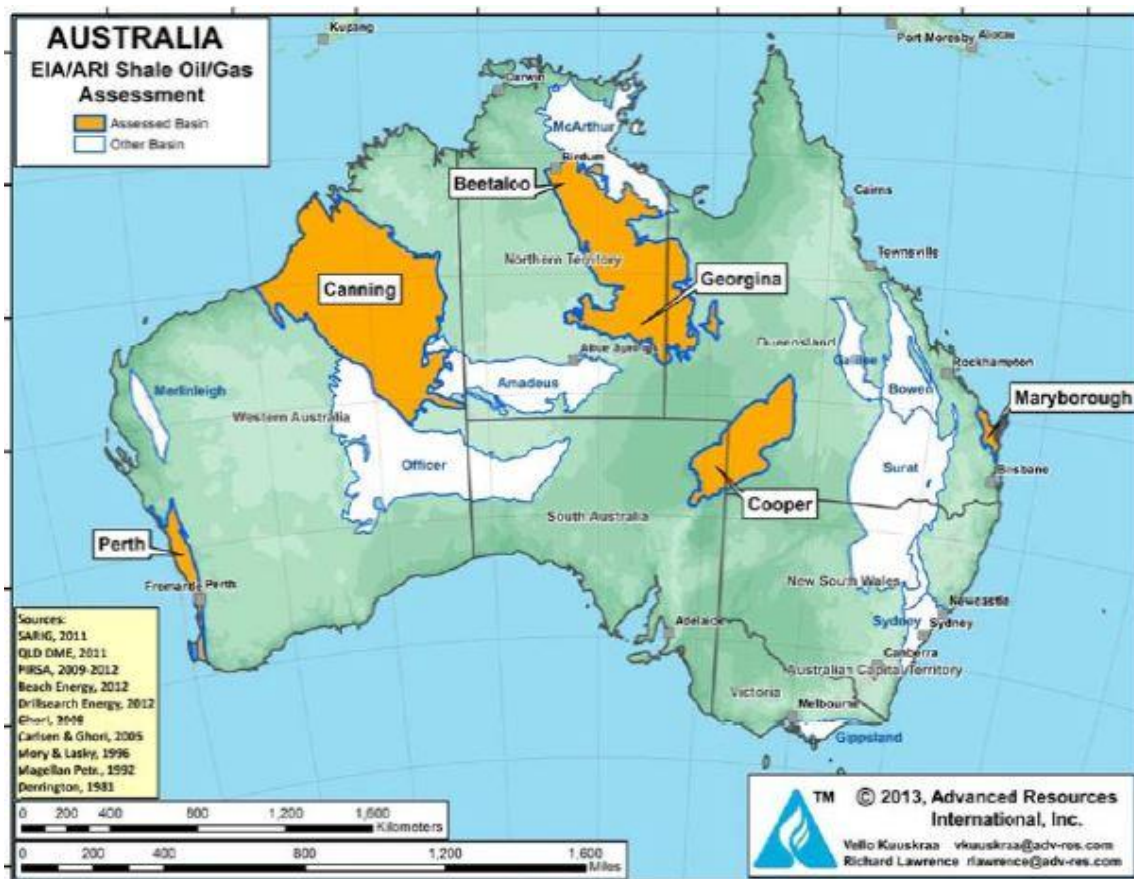 AUSTRALIA
EIA/ARI Shale Oil/Gas
Assessment
Assessed Basin
Other Basin
Kupang
Port Moresby
Alotau
Darwin
McArthur
Birdum
Beetaloo
Cairns
Northern Territory
Townsville
Canning
Georgina
Queensland
Galilee
Rockhampton
Merlinleigh
Amadeus
Bowen
Maryborough
Western Australia
Officer
Surat
Brisbane
Cooper
South Australia
Perth
Fremantle
Perth
New South Wales
Newcastle
Sydney
Sydney
Adelaide
Canberra
Australian Capital Territory
Victoria
Melbourne
Gippsland
Sources:
SARIG, 2011
QLD DME, 2011
PIRSA, 2009-2012
Beach Energy, 2012
Drillsearch Energy, 2012
Ghori, 2009
Carlsen & Ghori, 2005
Mory & Lasky, 1996
Magellan Petr., 1992
Derrington, 1981
0 200 400 800 1,200 1,600
Kilometers
0 200 400 800 1,200 1,600
Miles
TM
© 2013, Advanced Resources
International, Inc.
Vello Kuuskraa vkuuskraa@adv-res.com
Richard Lawrence rlawrence@adv-res.com